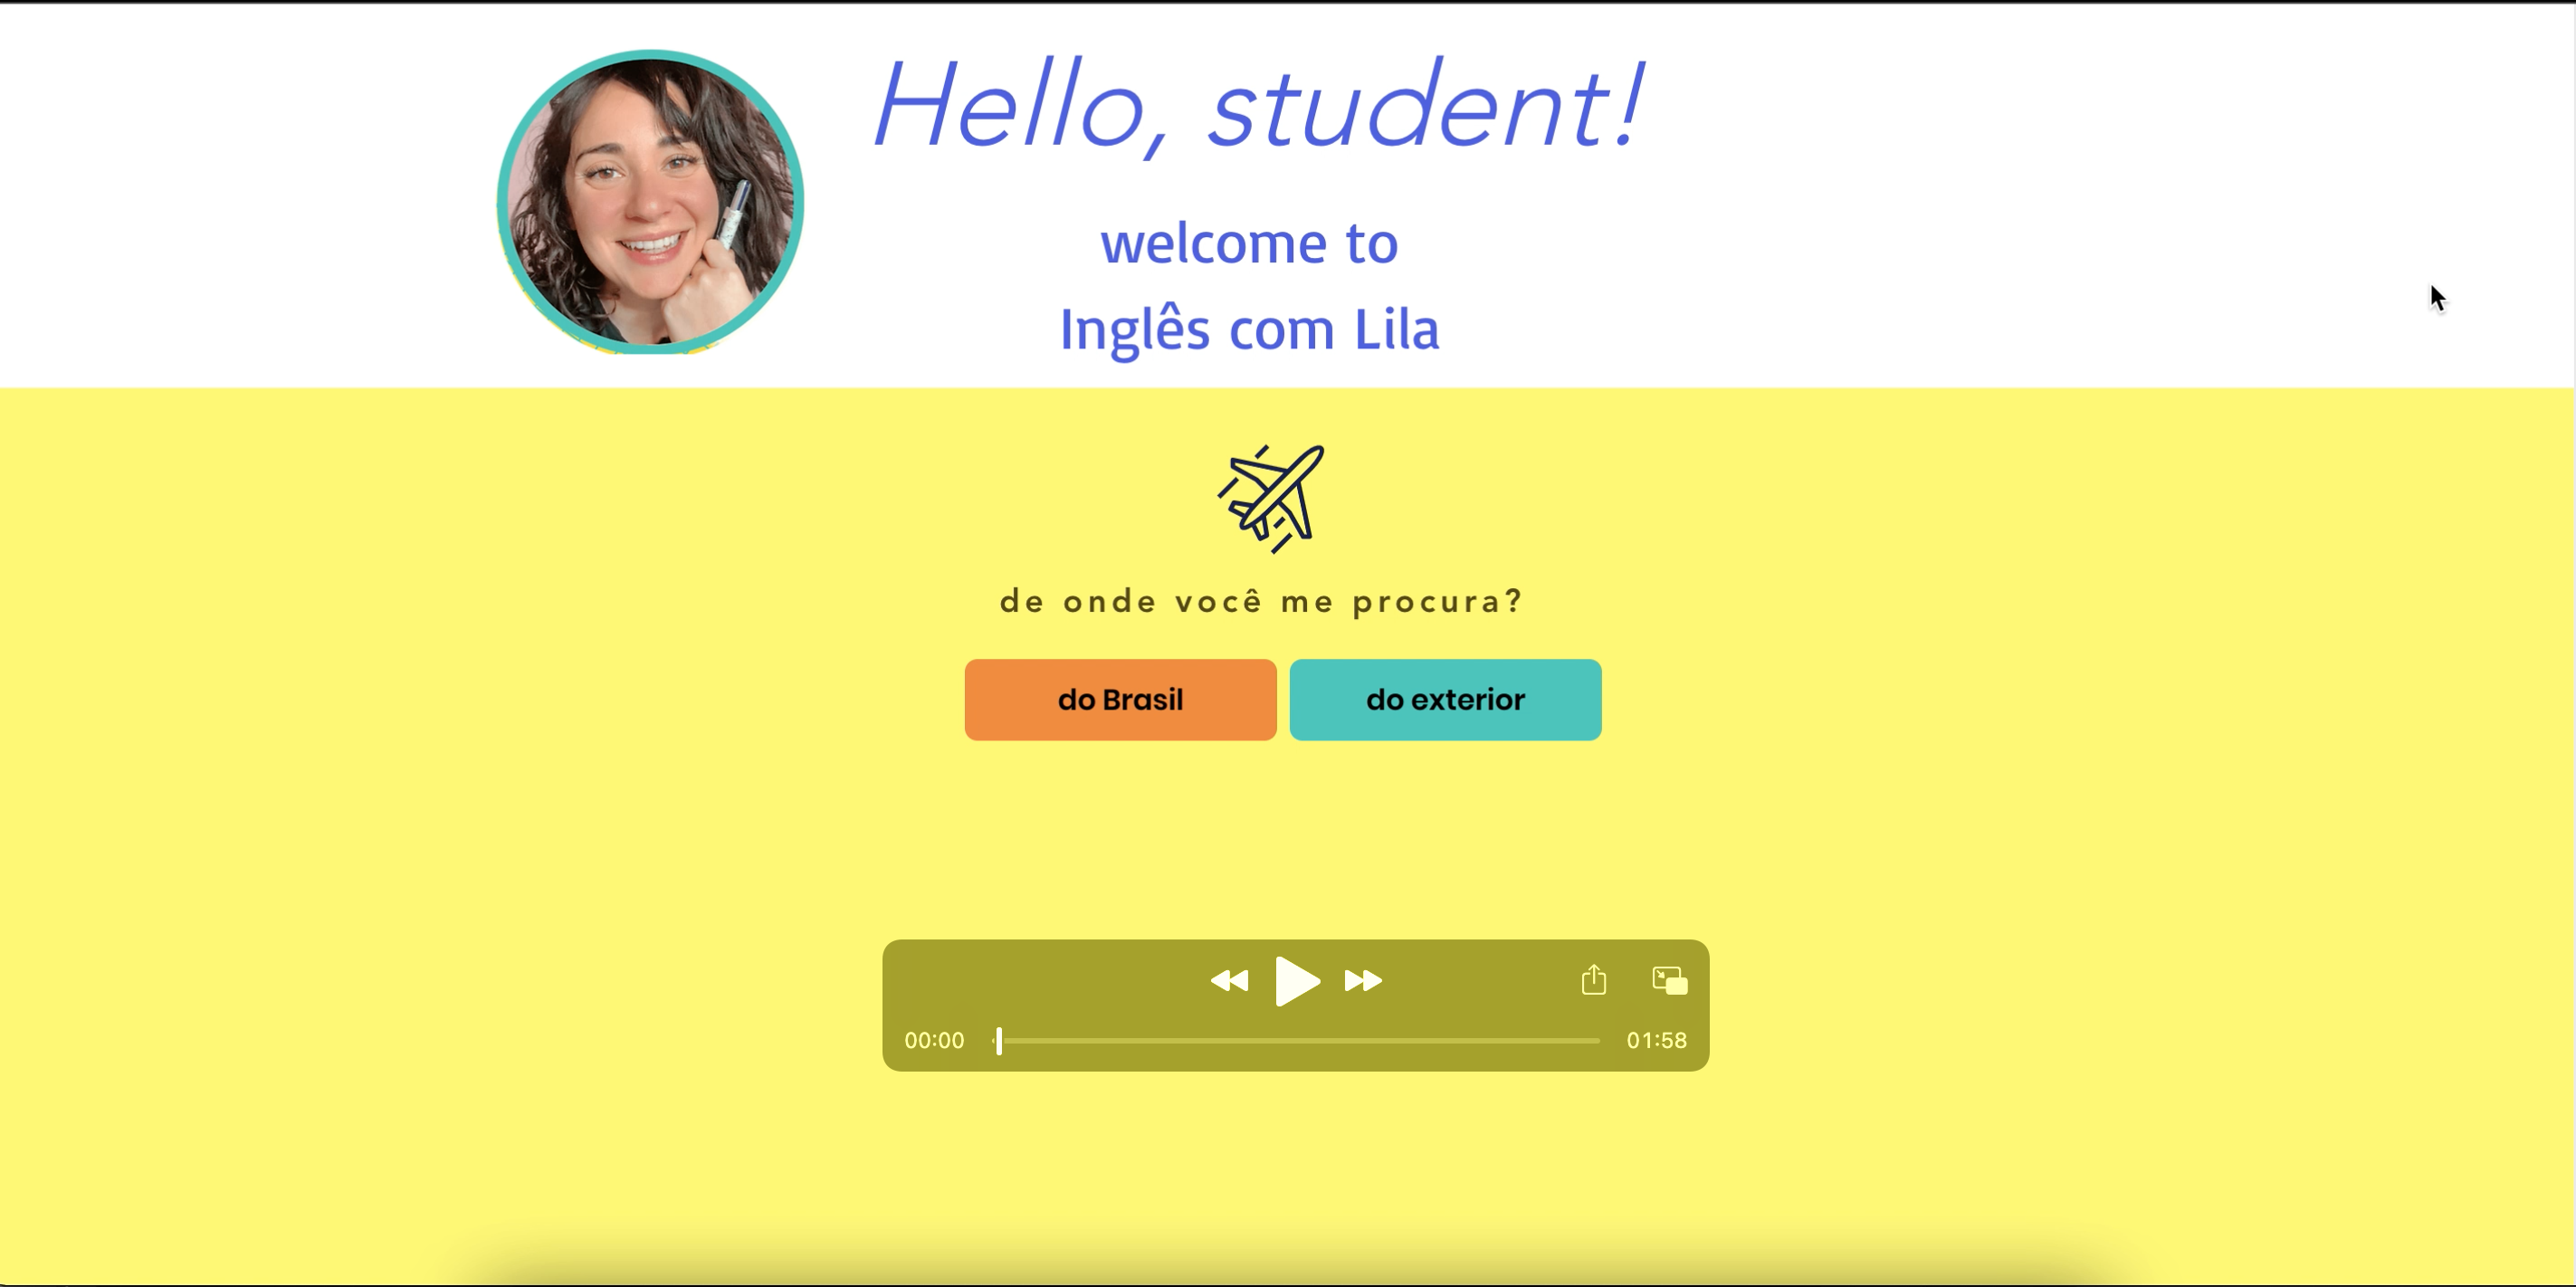 Hello, student!
welcome to
Inglês com Lila
de onde você me procura?
do Brasil
do exterior
00:00
01:58